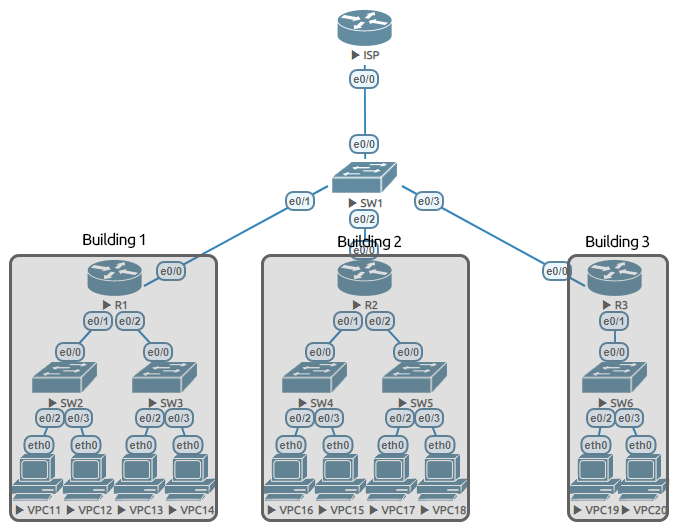 ISP
e0/0
e0/0
SW1
e0/1
e0/2
e0/3
Building 1
Building 2
Building 3
e0/0
e0/0
e0/0
R1
R2
R3
e0/1 e0/2
e0/1 e0/2
e0/1
e0/0 e0/0
e0/0 e0/0
e0/0
SW2 SW3
SW4 SW5
SW6
e0/2 e0/3 e0/2 e0/3
e0/2 e0/3 e0/2 e0/3
e0/2 e0/3
eth0 eth0 eth0 eth0
eth0 eth0 eth0 eth0
eth0 eth0
VPC11 VPC12 VPC13 VPC14
VPC16 VPC15 VPC17 VPC18
VPC19 VPC20